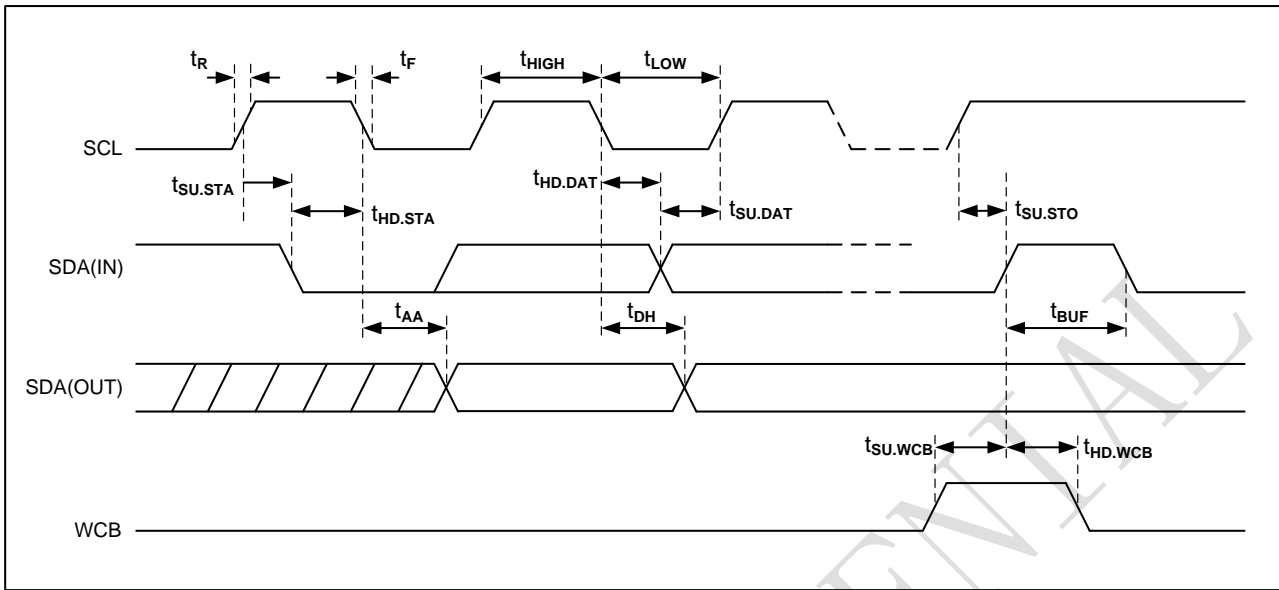 tR
tF
tHIGH
tLOW
SCL
tSU.STA
tHD.STA
tHD.DAT
tSU.DAT
tSU.STO
SDA(IN)
tAA
tDH
tBUF
SDA(OUT)
tSU.WCB
tHD.WCB
WCB
ENIAL